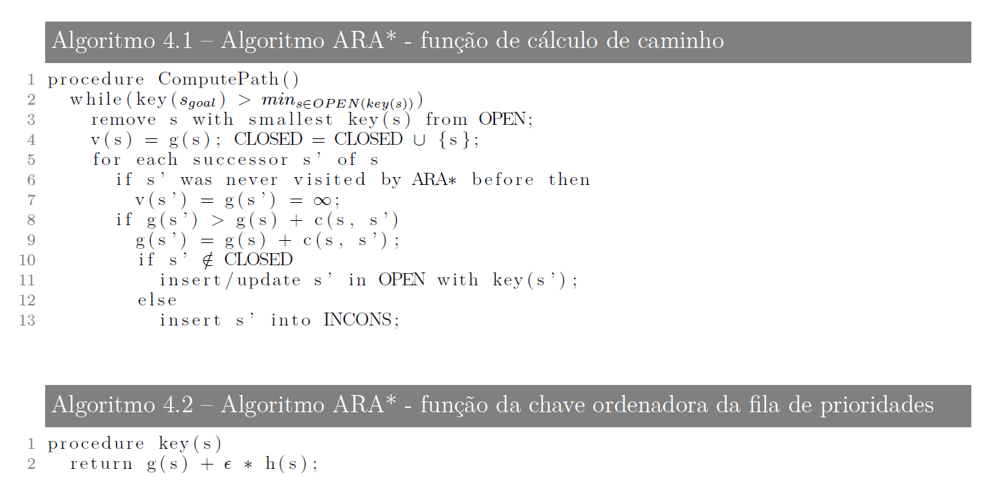 Algoritmo 4.1 – Algoritmo ARA* - função de cálculo de caminho
1 procedure ComputePath()
2 while(key(s_goal) > min_{s∈OPEN(key(s))})
3 remove s with smallest key(s) from OPEN;
4 v(s) = g(s); CLOSED = CLOSED ∪ {s};
5 for each successor s' of s
6 if s' was never visited by ARA* before then
7 v(s') = g(s') = ∞;
8 if g(s') > g(s) + c(s, s')
9 g(s') = g(s) + c(s, s');
10 if s' ∉ CLOSED
11 insert/update s' in OPEN with key(s');
12 else
13 insert s' into INCONS;
Algoritmo 4.2 – Algoritmo ARA* - função da chave ordenadora da fila de prioridades
1 procedure key(s)
2 return g(s) + ϵ * h(s);